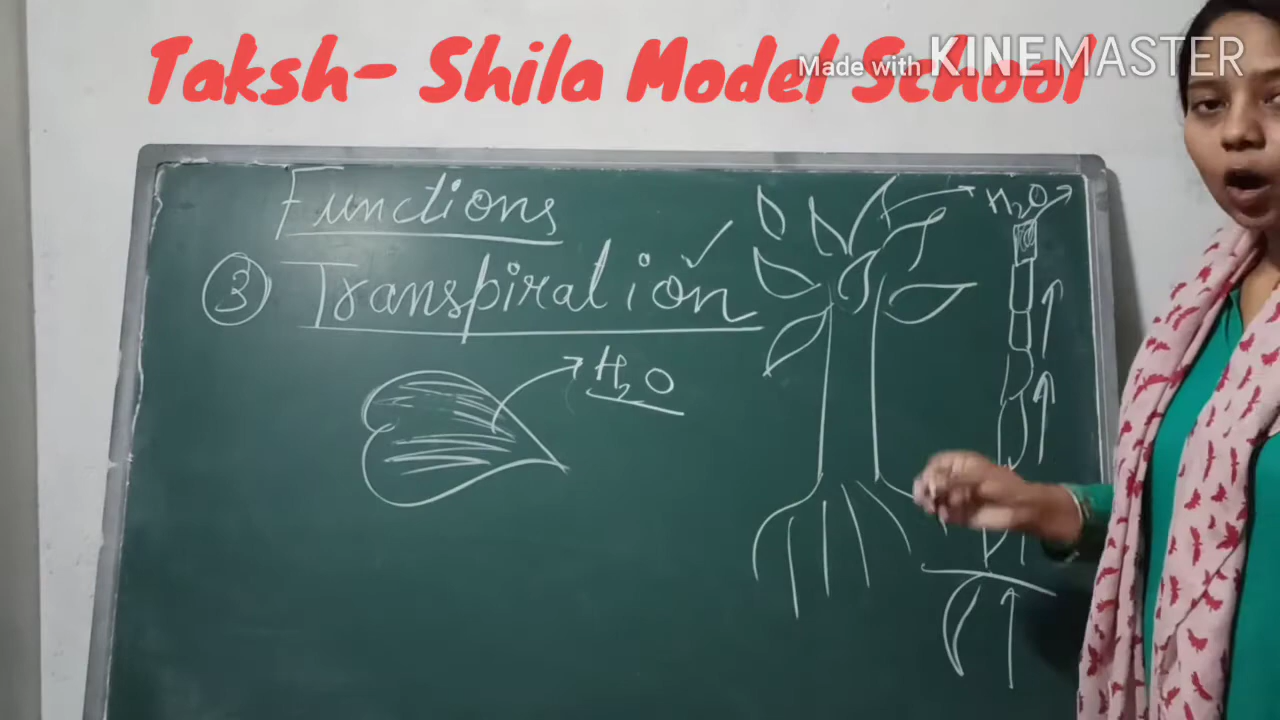 Taksh- Shila Model School
Made with KINEMASTER
Functions
H₂O
③ Transpiration
H₂O